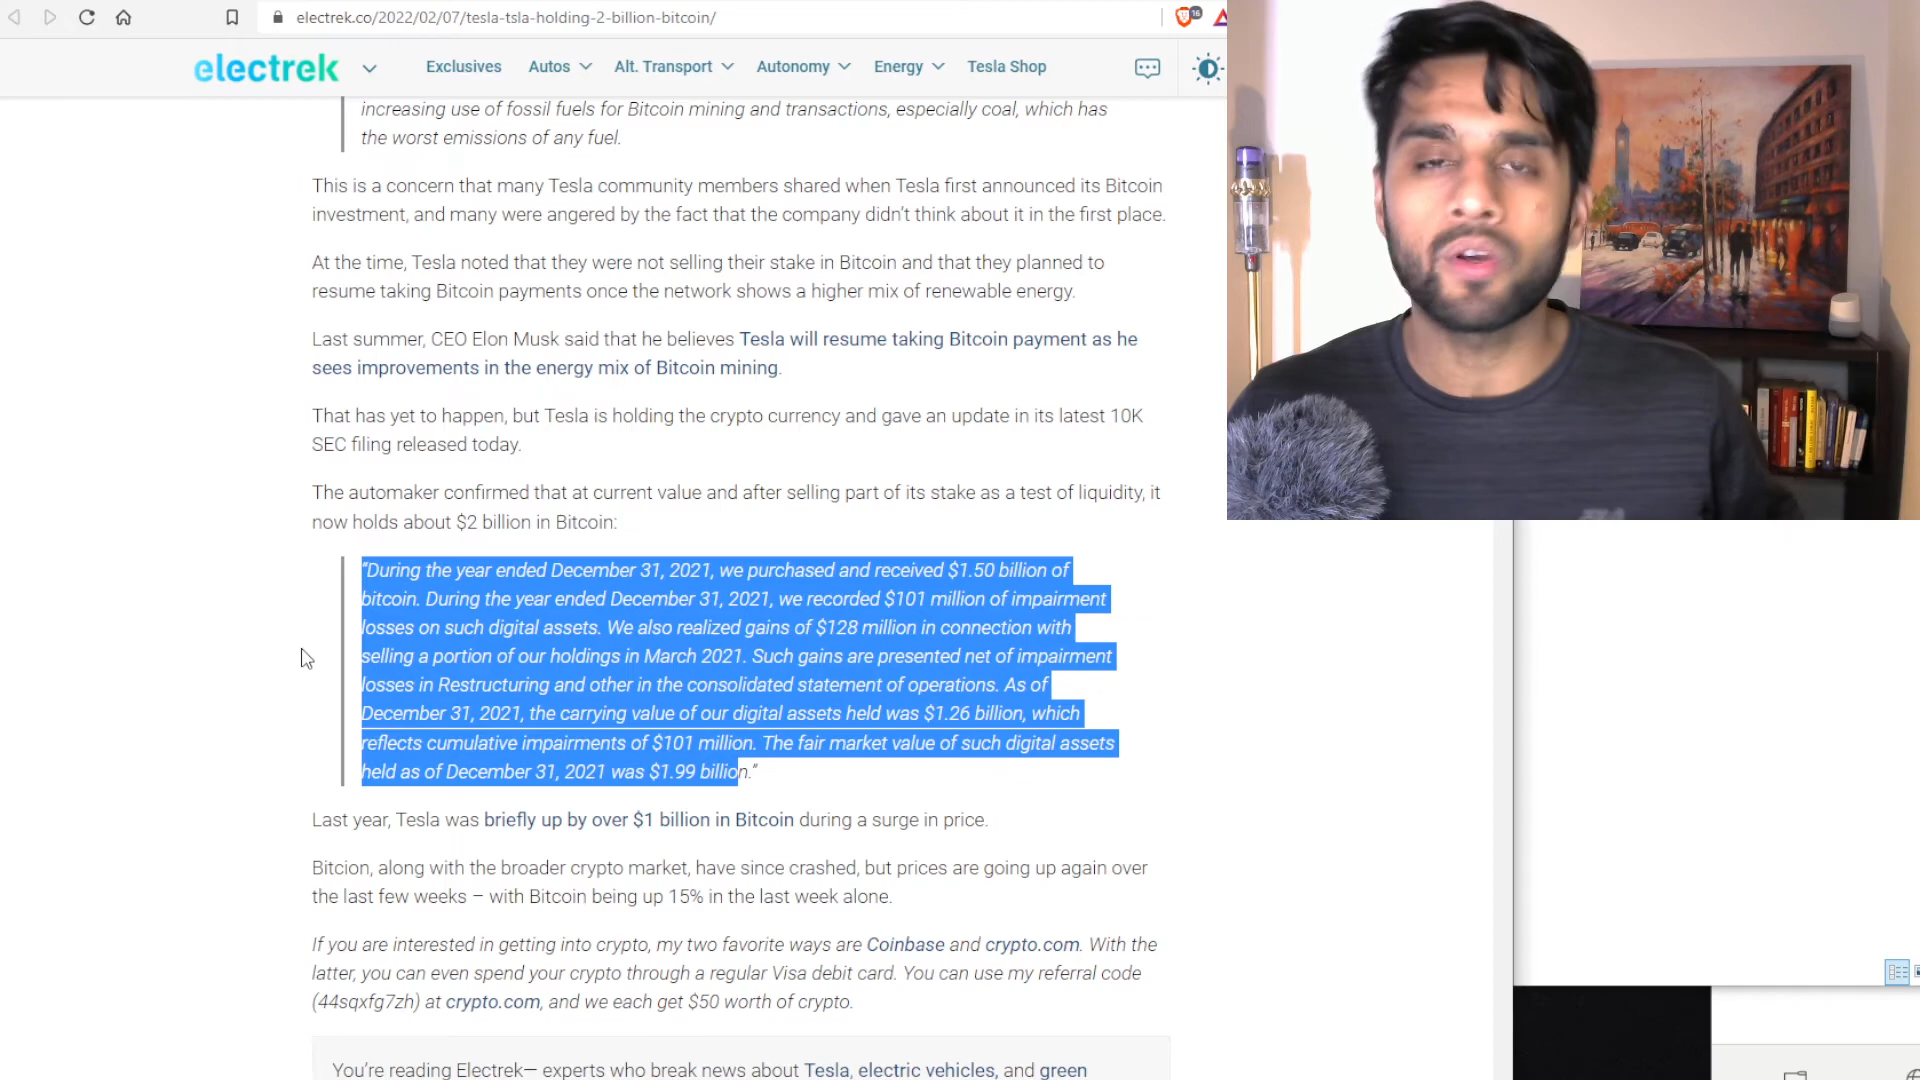 electrek.co/2022/02/07/tesla-tsla-holding-2-billion-bitcoin/
16
electrek
Exclusives Autos Alt. Transport Autonomy Energy Tesla Shop
increasing use of fossil fuels for Bitcoin mining and transactions, especially coal, which has
the worst emissions of any fuel.
This is a concern that many Tesla community members shared when Tesla first announced its Bitcoin
investment, and many were angered by the fact that the company didn't think about it in the first place.
At the time, Tesla noted that they were not selling their stake in Bitcoin and that they planned to
resume taking Bitcoin payments once the network shows a higher mix of renewable energy.
Last summer, CEO Elon Musk said that he believes Tesla will resume taking Bitcoin payment as he
sees improvements in the energy mix of Bitcoin mining.
That has yet to happen, but Tesla is holding the crypto currency and gave an update in its latest 10K
SEC filing released today.
The automaker confirmed that at current value and after selling part of its stake as a test of liquidity, it
now holds about $2 billion in Bitcoin:
“During the year ended December 31, 2021, we purchased and received $1.50 billion of
bitcoin. During the year ended December 31, 2021, we recorded $101 million of impairment
losses on such digital assets. We also realized gains of $128 million in connection with
selling a portion of our holdings in March 2021. Such gains are presented net of impairment
losses in Restructuring and other in the consolidated statement of operations. As of
December 31, 2021, the carrying value of our digital assets held was $1.26 billion, which
reflects cumulative impairments of $101 million. The fair market value of such digital assets
held as of December 31, 2021 was $1.99 billion.”
Last year, Tesla was briefly up by over $1 billion in Bitcoin during a surge in price.
Bitcion, along with the broader crypto market, have since crashed, but prices are going up again over
the last few weeks – with Bitcoin being up 15% in the last week alone.
If you are interested in getting into crypto, my two favorite ways are Coinbase and crypto.com. With the
latter, you can even spend your crypto through a regular Visa debit card. You can use my referral code
(44sqxfg7zh) at crypto.com, and we each get $50 worth of crypto.
You're reading Electrek— experts who break news about Tesla, electric vehicles, and green